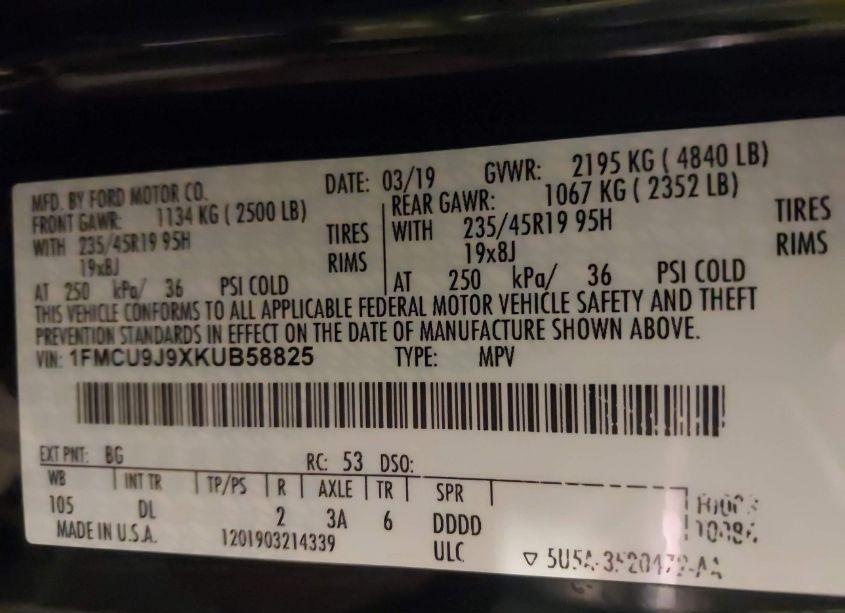 MFD. BY FORD MOTOR CO. DATE: 03/19 GVWR: 2195 KG ( 4840 LB)
FRONT GAWR: 1134 KG ( 2500 LB) REAR GAWR: 1067 KG ( 2352 LB)
WITH 235/45R19 95H TIRES WITH 235/45R19 95H TIRES
19x8J RIMS 19x8J RIMS
AT 250 kPa/ 36 PSI COLD AT 250 kPa/ 36 PSI COLD
THIS VEHICLE CONFORMS TO ALL APPLICABLE FEDERAL MOTOR VEHICLE SAFETY AND THEFT
PREVENTION STANDARDS IN EFFECT ON THE DATE OF MANUFACTURE SHOWN ABOVE.
VIN: 1FMCU9J9XKUB58825 TYPE: MPV
EXT PNT: BG RC: 53 DSO:
WB INT TR TP/PS R AXLE TR SPR
105 DL 2 3A 6 DDDD
MADE IN U.S.A. 1201903214339 ULC